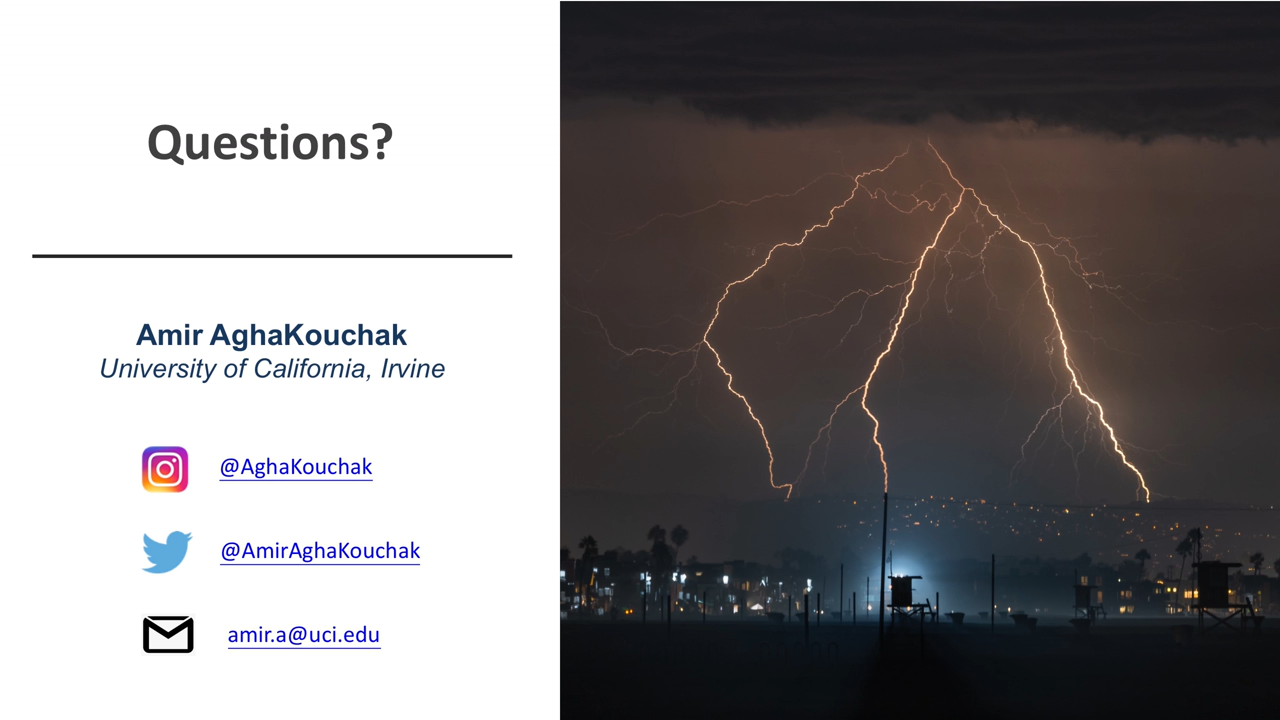 Questions?
Amir AghaKouchak
University of California, Irvine
@AghaKouchak
@AmirAghaKouchak
amir.a@uci.edu